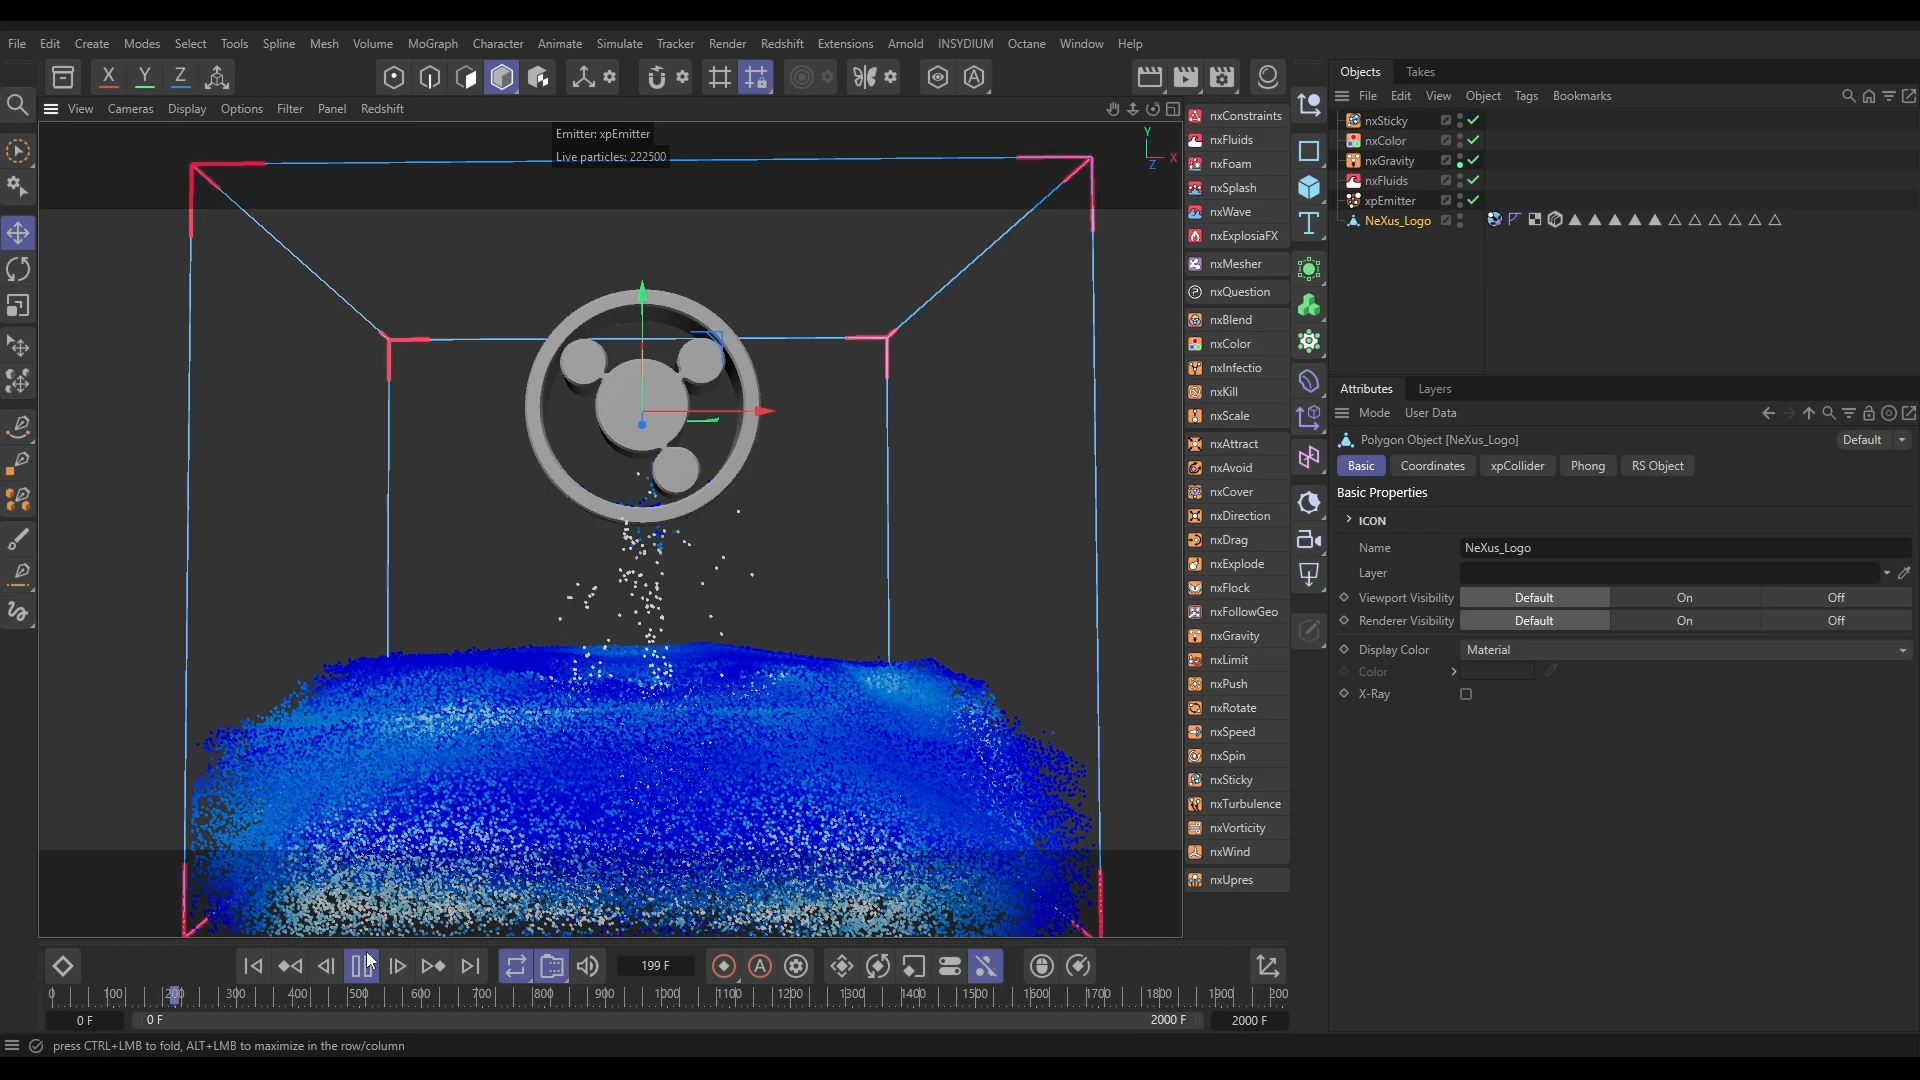 File Edit Create Modes Select Tools Spline Mesh Volume MoGraph Character Animate Simulate Tracker Render Redshift Extensions Arnold INSYDIUM Octane Window Help
X Y Z
View Cameras Display Options Filter Panel Redshift
Emitter: xpEmitter
Live particles: 222500
Y
X
Z
nxConstraints
nxFluids
nxFoam
nxSplash
nxWave
nxExplosiaFX
nxMesher
nxQuestion
nxBlend
nxColor
nxInfectio
nxKill
nxScale
nxAttract
nxAvoid
nxCover
nxDirection
nxDrag
nxExplode
nxFlock
nxFollowGeo
nxGravity
nxLimit
nxPush
nxRotate
nxSpeed
nxSpin
nxSticky
nxTurbulence
nxVorticity
nxWind
nxUpres
Objects Takes
File Edit View Object Tags Bookmarks
nxSticky
nxColor
nxGravity
nxFluids
xpEmitter
NeXus_Logo
Attributes Layers
Mode User Data
Polygon Object [NeXus_Logo] Default
Basic Coordinates xpCollider Phong RS Object
Basic Properties
ICON
Name NeXus_Logo
Layer
Viewport Visibility Default On Off
Renderer Visibility Default On Off
Display Color Material
Color
X-Ray
199 F
0 100 200 300 400 500 600 700 800 900 1000 1100 1200 1300 1400 1500 1600 1700 1800 1900 200
0 F 0 F 2000 F 2000 F
press CTRL+LMB to fold, ALT+LMB to maximize in the row/column